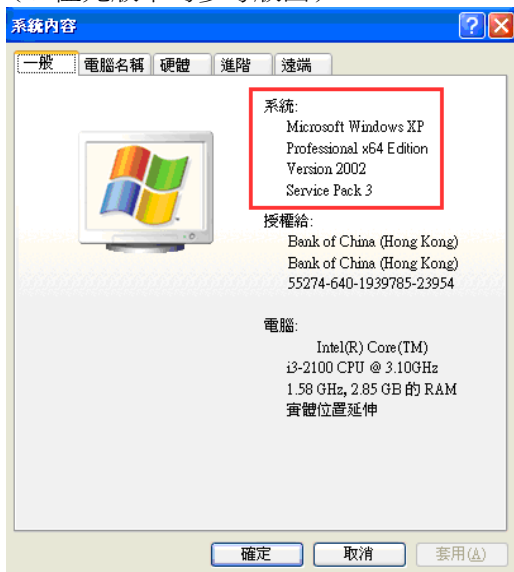 系統內容
一般 電腦名稱 硬體 進階 遠端
系統:
Microsoft Windows XP
Professional x64 Edition
Version 2002
Service Pack 3
授權給:
Bank of China (Hong Kong)
Bank of China (Hong Kong)
55274-640-1939785-23954
電腦:
Intel(R) Core(TM)
i3-2100 CPU @ 3.10GHz
1.58 GHz, 2.85 GB 的 RAM
實體位置延伸
確定 取消 套用(A)